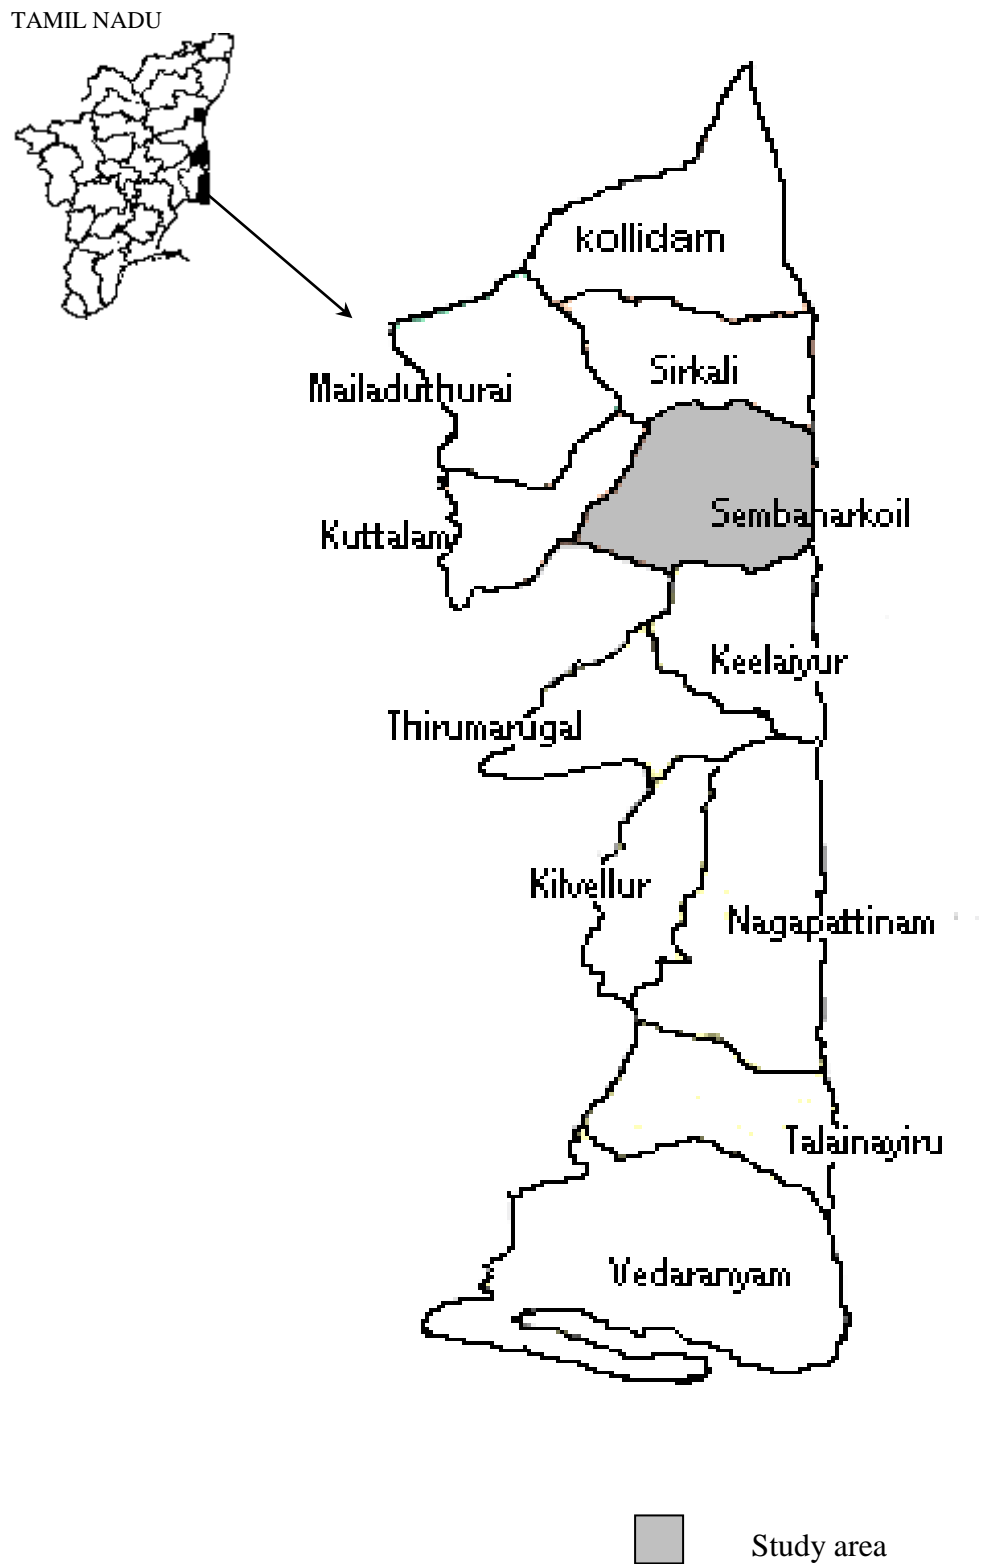 TAMIL NADU
kollidam
Sirkali
Mailaduthurai
Sembanarkoil
Kuttalam
Keelaiyur
Thirumarugal
Kilvellur
Nagapattinam
Talainayiru
Vedaranyam
Study area